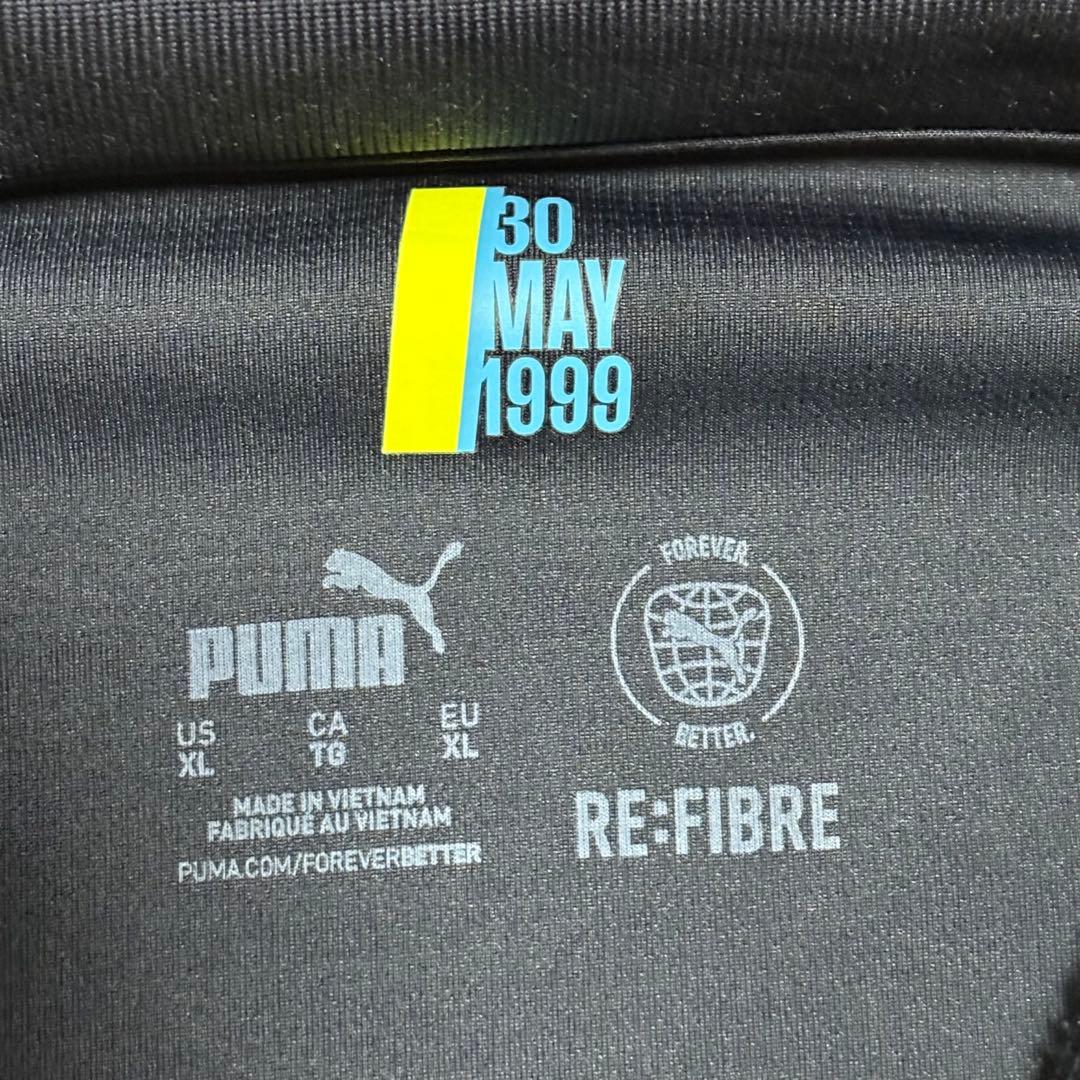 30
MAY
1999
PUMA
US CA EU
XL TG XL
MADE IN VIETNAM
FABRIQUÉ AU VIETNAM
PUMA.COM/FOREVERBETTER
FOREVER.
BETTER.
RE:FIBRE